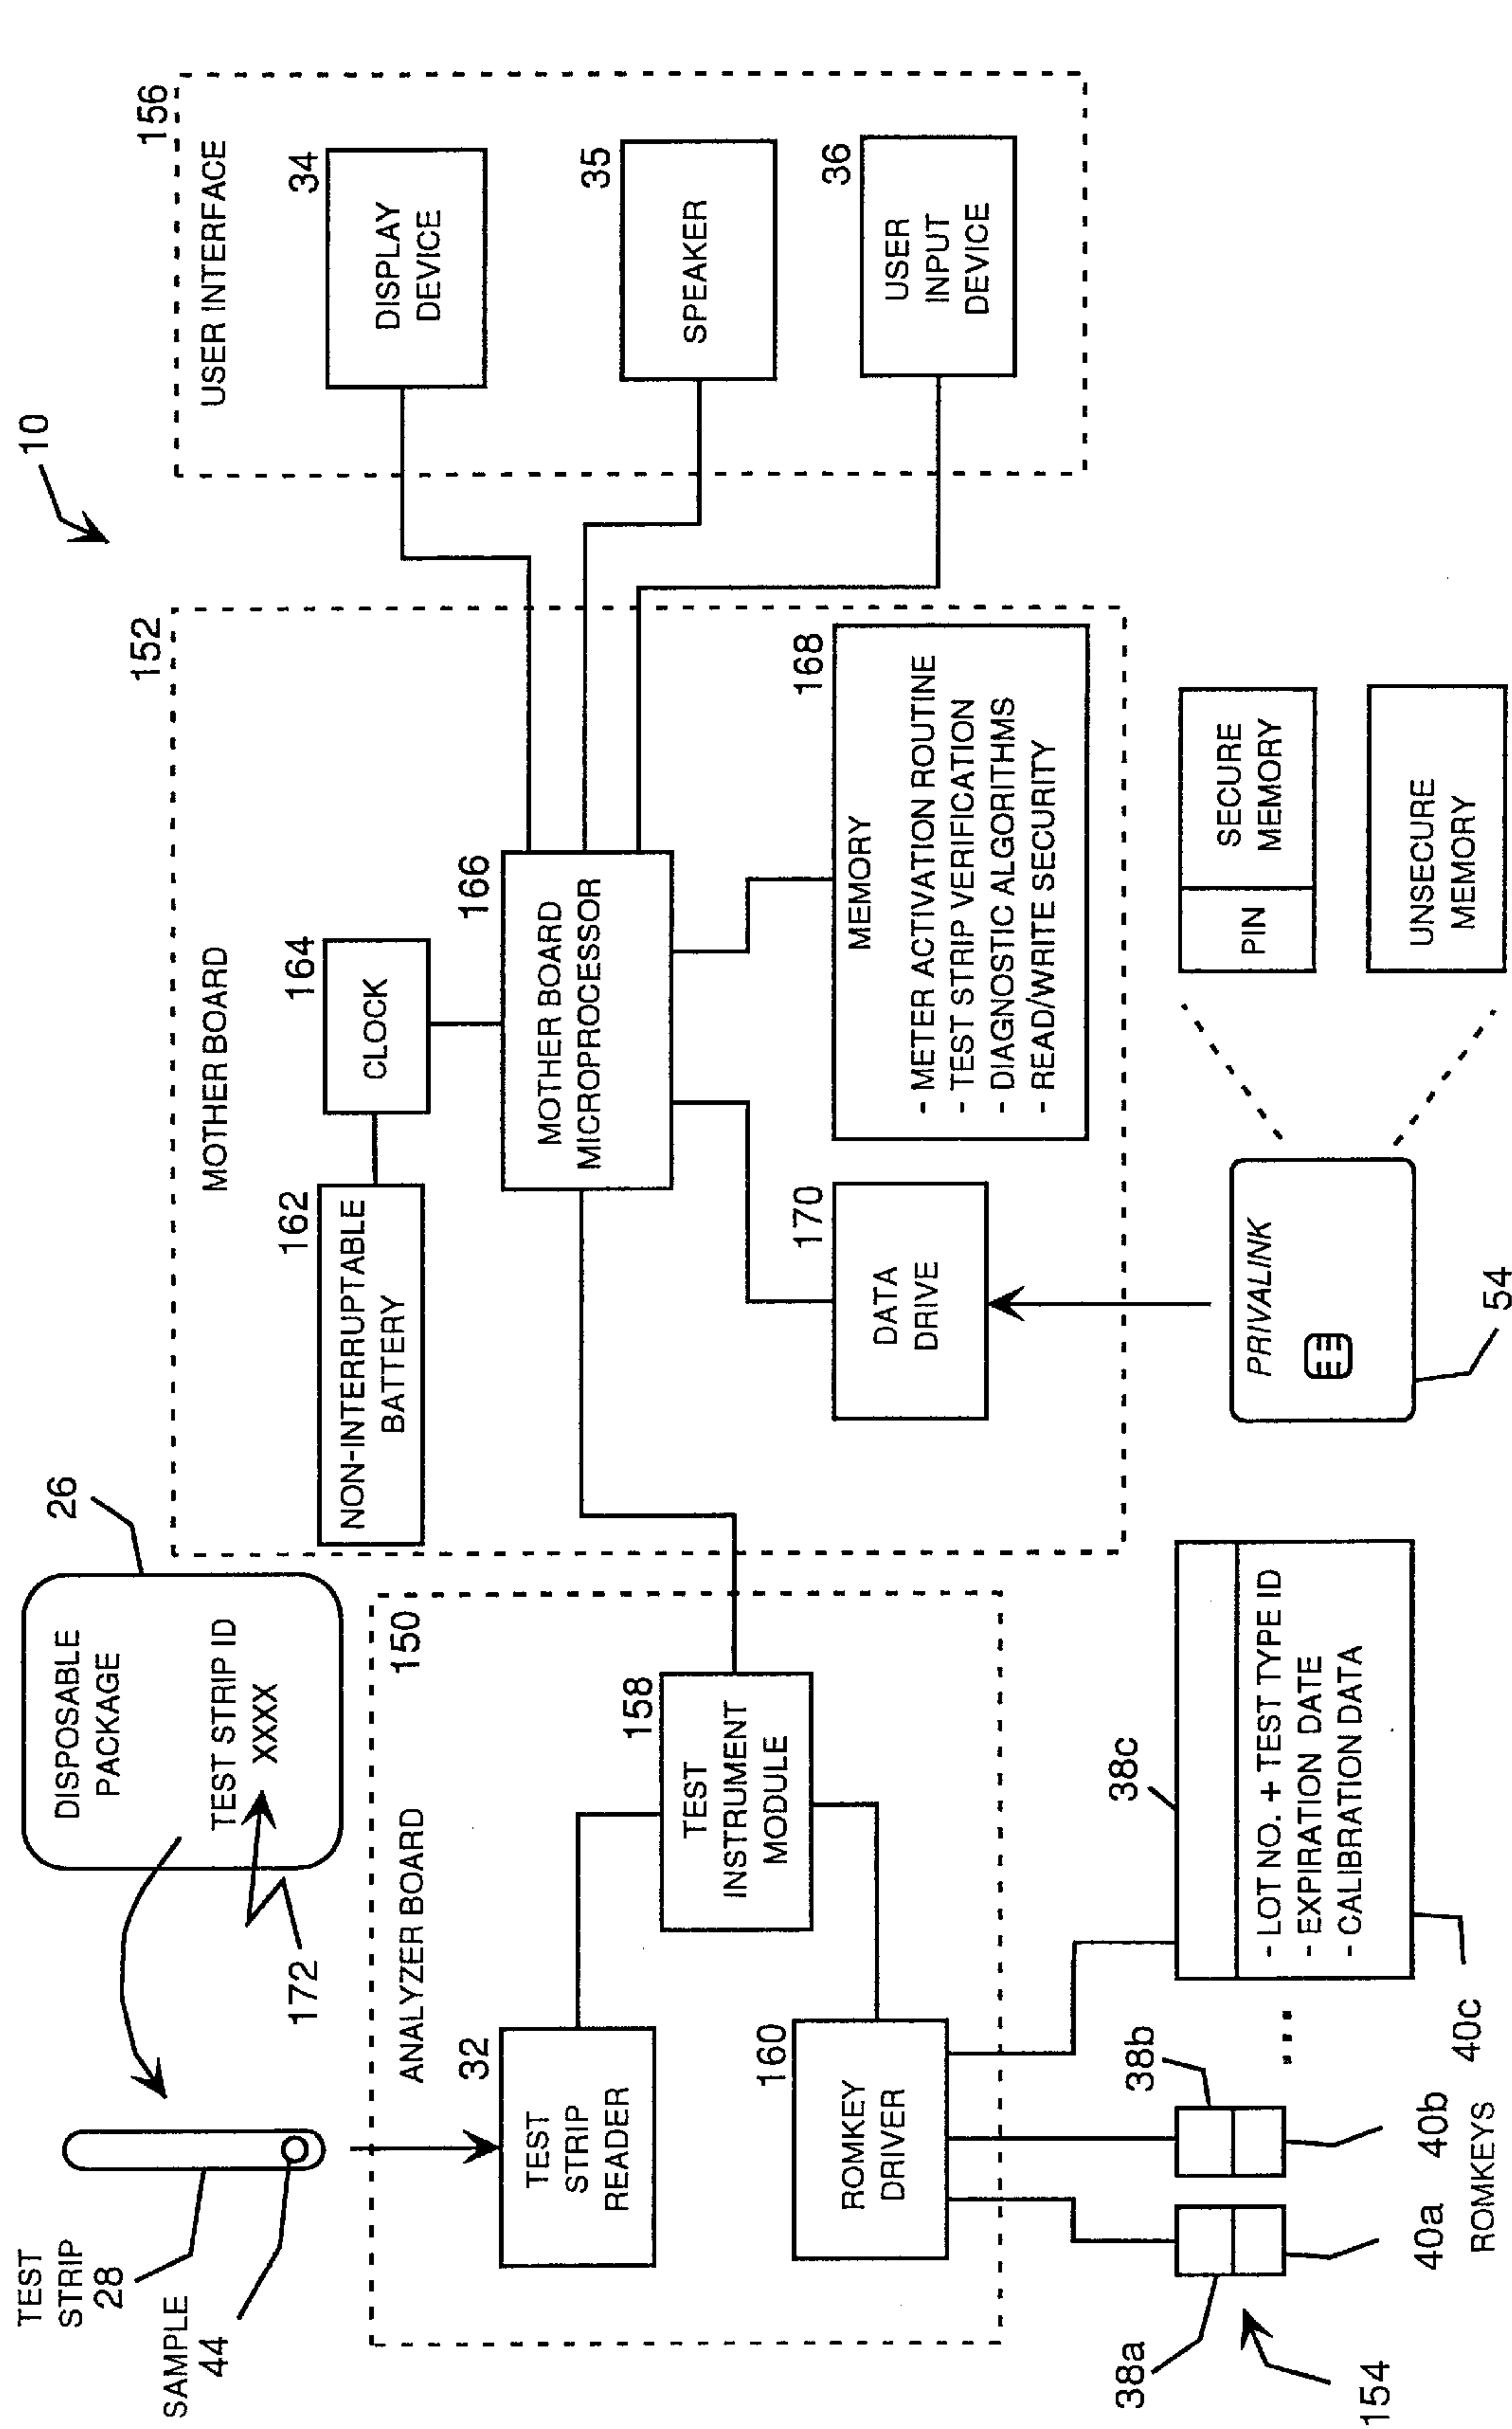 10
TEST
STRIP
28
SAMPLE
44
DISPOSABLE
PACKAGE
TEST STRIP ID
XXXX
26
172
ANALYZER BOARD
150
32
TEST
STRIP
READER
158
TEST
INSTRUMENT
MODULE
160
ROMKEY
DRIVER
MOTHER BOARD
152
162
NON-INTERRUPTABLE
BATTERY
164
CLOCK
166
MOTHER BOARD
MICROPROCESSOR
170
DATA
DRIVE
168
MEMORY
- METER ACTIVATION ROUTINE
- TEST STRIP VERIFICATION
- DIAGNOSTIC ALGORITHMS
- READ/WRITE SECURITY
USER INTERFACE
156
34
DISPLAY
DEVICE
35
SPEAKER
36
USER
INPUT
DEVICE
38a
38b
38c
- LOT NO. + TEST TYPE ID
- EXPIRATION DATE
- CALIBRATION DATA
...
154
40a
40b
40c
ROMKEYS
PRIVALINK
54
PIN
SECURE
MEMORY
UNSECURE
MEMORY